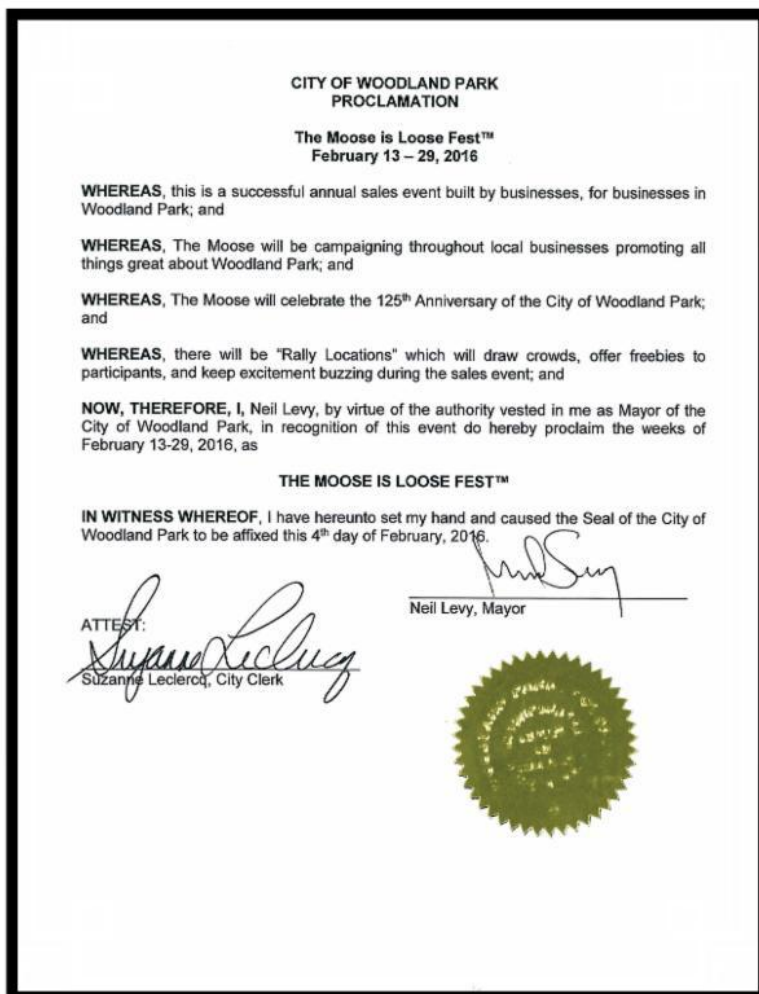 CITY OF WOODLAND PARK
PROCLAMATION
The Moose is Loose Fest™
February 13 – 29, 2016
WHEREAS, this is a successful annual sales event built by businesses, for businesses in
Woodland Park; and
WHEREAS, The Moose will be campaigning throughout local businesses promoting all
things great about Woodland Park; and
WHEREAS, The Moose will celebrate the 125th Anniversary of the City of Woodland Park;
and
WHEREAS, there will be "Rally Locations" which will draw crowds, offer freebies to
participants, and keep excitement buzzing during the sales event; and
NOW, THEREFORE, I, Neil Levy, by virtue of the authority vested in me as Mayor of the
City of Woodland Park, in recognition of this event do hereby proclaim the weeks of
February 13-29, 2016, as
THE MOOSE IS LOOSE FEST™
IN WITNESS WHEREOF, I have hereunto set my hand and caused the Seal of the City of
Woodland Park to be affixed this 4th day of February, 2016.
Neil Levy, Mayor
ATTEST:
Suzanne Leclercq
Suzanne Leclercq, City Clerk